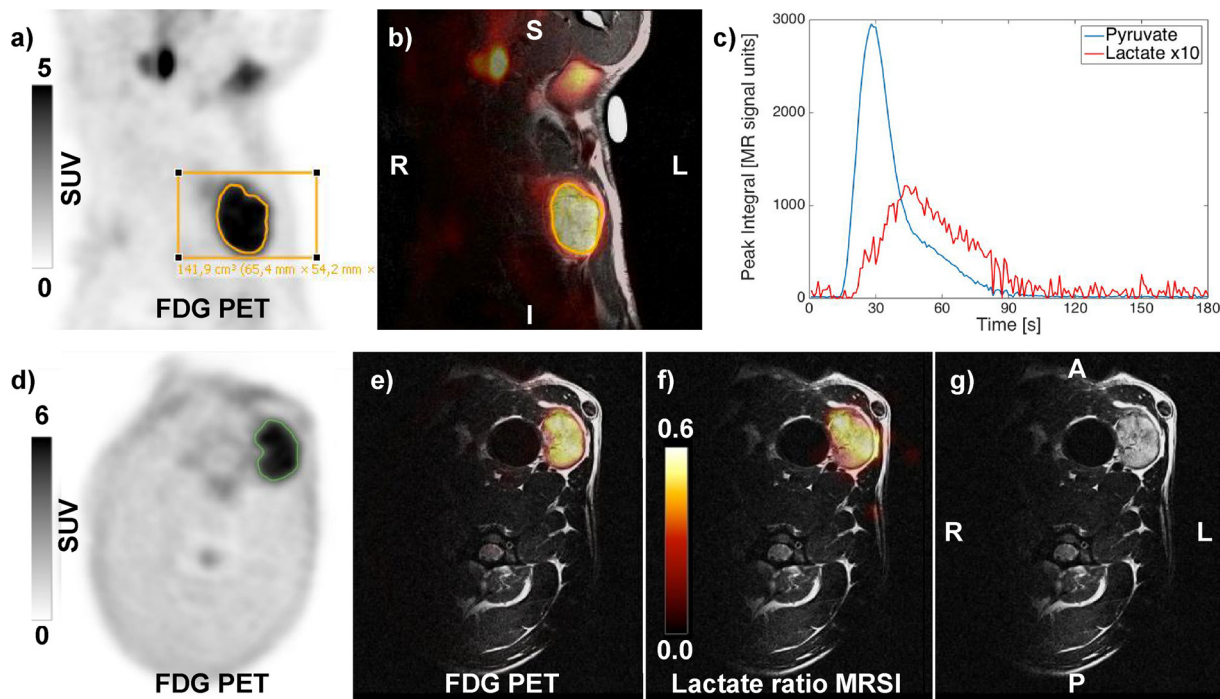 a)
5
SUV
0
141,9 cm³ (65,4 mm × 54,2 mm ×
FDG PET
b)
S
R
L
I
c)
Peak Integral [MR signal units]
3000
2000
1000
0
0
30
60
90
120
150
180
Time [s]
Pyruvate
Lactate x10
d)
6
SUV
0
FDG PET
e)
FDG PET
f)
0.6
0.0
Lactate ratio MRSI
g)
A
R
L
P